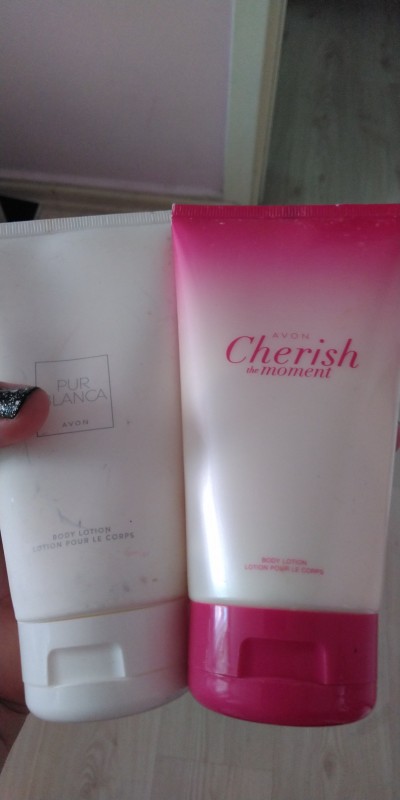 PUR
LANCA
AVON
BODY LOTION
LOTION POUR LE CORPS
AVON
Cherish
the moment
BODY LOTION
LOTION POUR LE CORPS